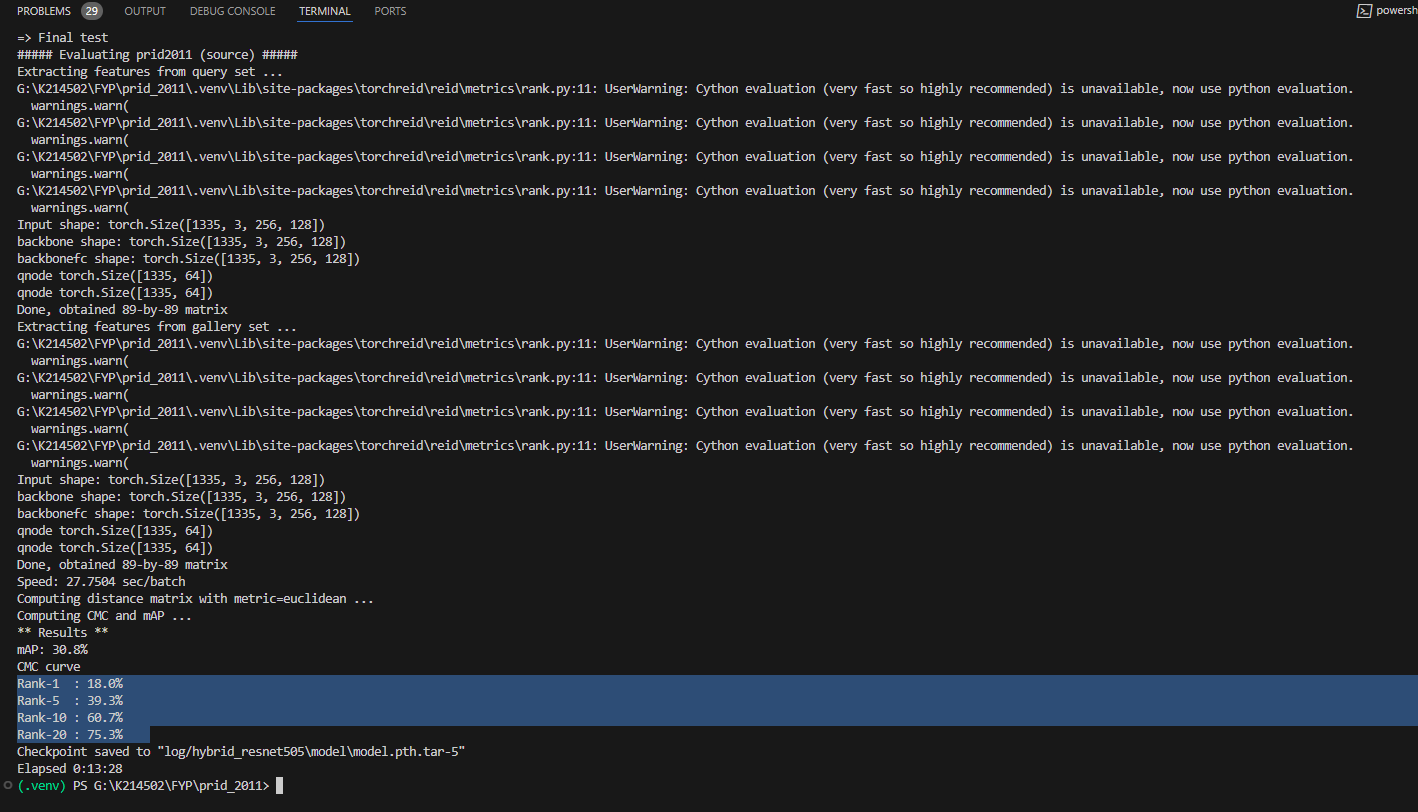 PROBLEMS 29 OUTPUT DEBUG CONSOLE TERMINAL PORTS powersh
=> Final test
##### Evaluating prid2011 (source) #####
Extracting features from query set ...
G:\K214502\FYP\prid_2011\.venv\Lib\site-packages\torchreid\reid\metrics\rank.py:11: UserWarning: Cython evaluation (very fast so highly recommended) is unavailable, now use python evaluation.
  warnings.warn(
G:\K214502\FYP\prid_2011\.venv\Lib\site-packages\torchreid\reid\metrics\rank.py:11: UserWarning: Cython evaluation (very fast so highly recommended) is unavailable, now use python evaluation.
  warnings.warn(
G:\K214502\FYP\prid_2011\.venv\Lib\site-packages\torchreid\reid\metrics\rank.py:11: UserWarning: Cython evaluation (very fast so highly recommended) is unavailable, now use python evaluation.
  warnings.warn(
G:\K214502\FYP\prid_2011\.venv\Lib\site-packages\torchreid\reid\metrics\rank.py:11: UserWarning: Cython evaluation (very fast so highly recommended) is unavailable, now use python evaluation.
  warnings.warn(
Input shape: torch.Size([1335, 3, 256, 128])
backbone shape: torch.Size([1335, 3, 256, 128])
backbonefc shape: torch.Size([1335, 3, 256, 128])
qnode torch.Size([1335, 64])
qnode torch.Size([1335, 64])
Done, obtained 89-by-89 matrix
Extracting features from gallery set ...
G:\K214502\FYP\prid_2011\.venv\Lib\site-packages\torchreid\reid\metrics\rank.py:11: UserWarning: Cython evaluation (very fast so highly recommended) is unavailable, now use python evaluation.
  warnings.warn(
G:\K214502\FYP\prid_2011\.venv\Lib\site-packages\torchreid\reid\metrics\rank.py:11: UserWarning: Cython evaluation (very fast so highly recommended) is unavailable, now use python evaluation.
  warnings.warn(
G:\K214502\FYP\prid_2011\.venv\Lib\site-packages\torchreid\reid\metrics\rank.py:11: UserWarning: Cython evaluation (very fast so highly recommended) is unavailable, now use python evaluation.
  warnings.warn(
G:\K214502\FYP\prid_2011\.venv\Lib\site-packages\torchreid\reid\metrics\rank.py:11: UserWarning: Cython evaluation (very fast so highly recommended) is unavailable, now use python evaluation.
  warnings.warn(
Input shape: torch.Size([1335, 3, 256, 128])
backbone shape: torch.Size([1335, 3, 256, 128])
backbonefc shape: torch.Size([1335, 3, 256, 128])
qnode torch.Size([1335, 64])
qnode torch.Size([1335, 64])
Done, obtained 89-by-89 matrix
Speed: 27.7504 sec/batch
Computing distance matrix with metric=euclidean ...
Computing CMC and mAP ...
** Results **
mAP: 30.8%
CMC curve
Rank-1  : 18.0%
Rank-5  : 39.3%
Rank-10 : 60.7%
Rank-20 : 75.3%
Checkpoint saved to "log/hybrid_resnet505\model\model.pth.tar-5"
Elapsed 0:13:28
(.venv) PS G:\K214502\FYP\prid_2011>